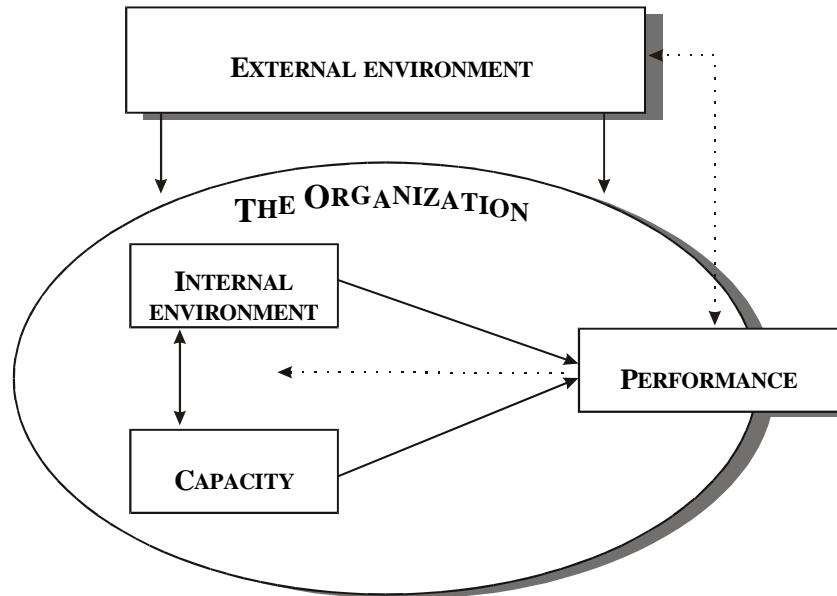 EXTERNAL ENVIRONMENT
THE ORGANIZATION
INTERNAL
ENVIRONMENT
PERFORMANCE
CAPACITY